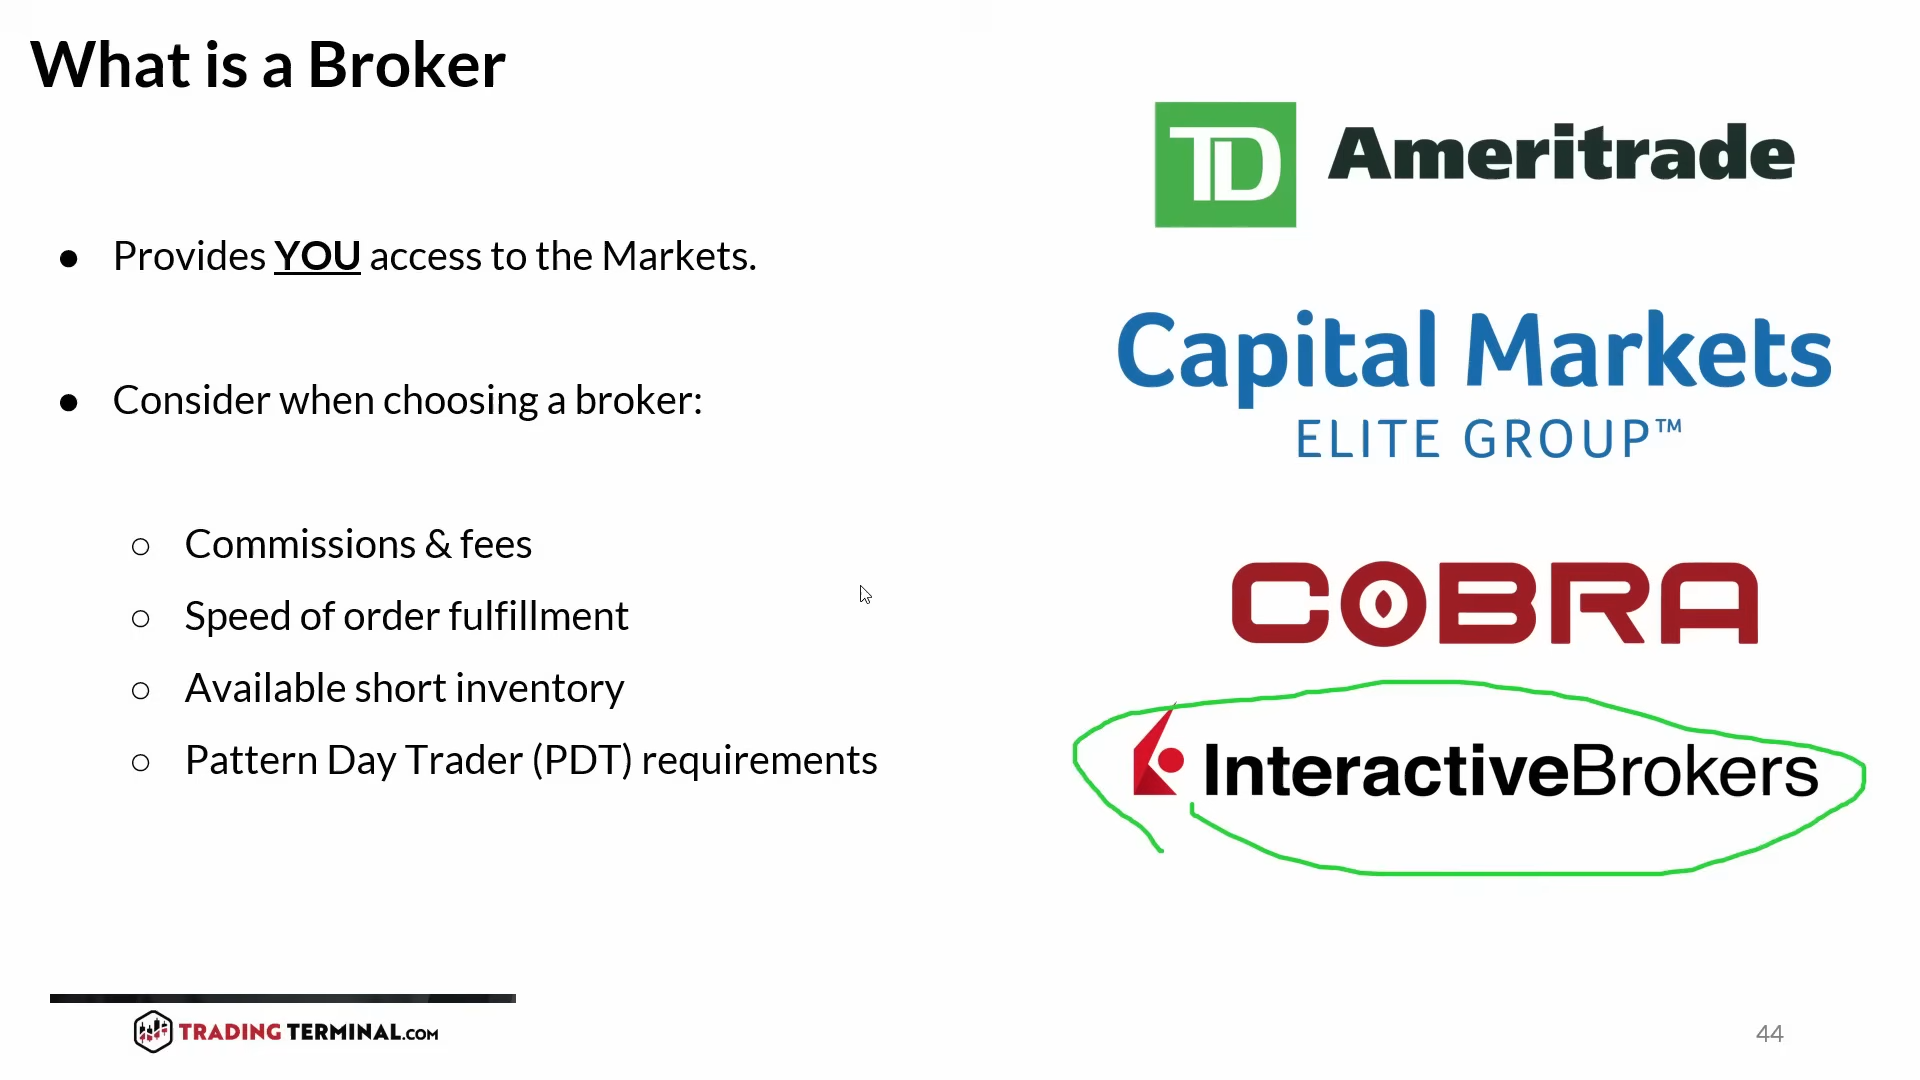 What is a Broker
● Provides YOU access to the Markets.
● Consider when choosing a broker:
○ Commissions & fees
○ Speed of order fulfillment
○ Available short inventory
○ Pattern Day Trader (PDT) requirements
TD Ameritrade
Capital Markets
ELITE GROUP™
COBRA
InteractiveBrokers
TRADING TERMINAL.COM
44